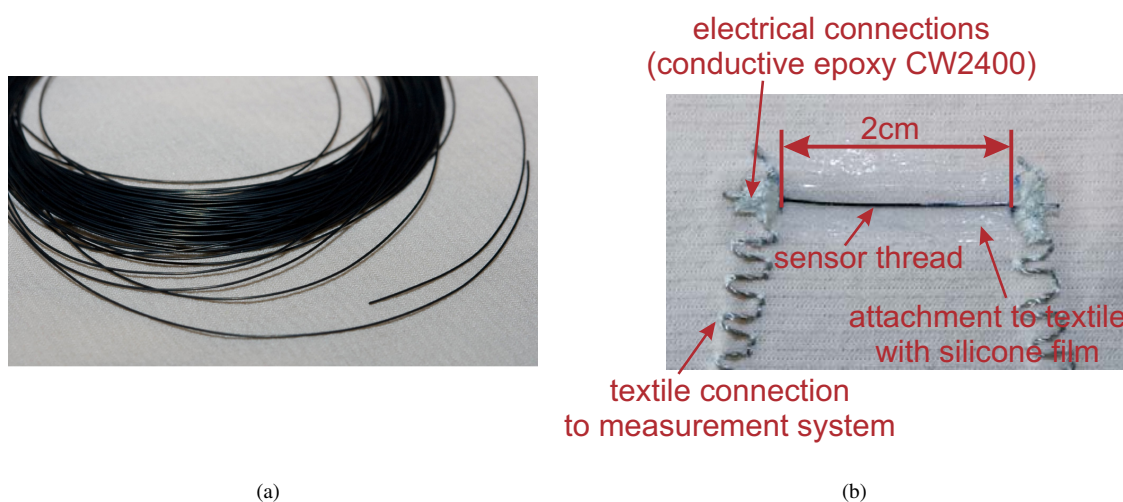 electrical connections
(conductive epoxy CW2400)
2cm
sensor thread
attachment to textile
with silicone film
textile connection
to measurement system
(a)
(b)